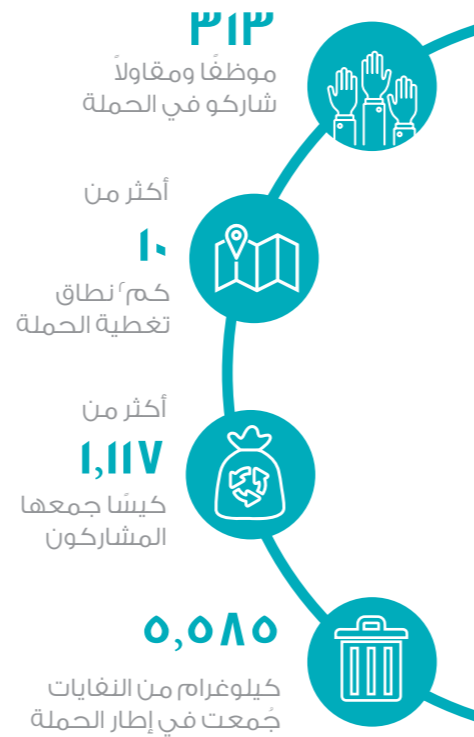 ٣١٣
موظفًا ومقاولاً
شاركو في الحملة
أكثر من
١٠
كم٢ نطاق
تغطية الحملة
أكثر من
١,١١٧
كيسًا جمعها
المشاركون
٥,٥٨٥
كيلوغرام من النفايات
جُمعت في إطار الحملة